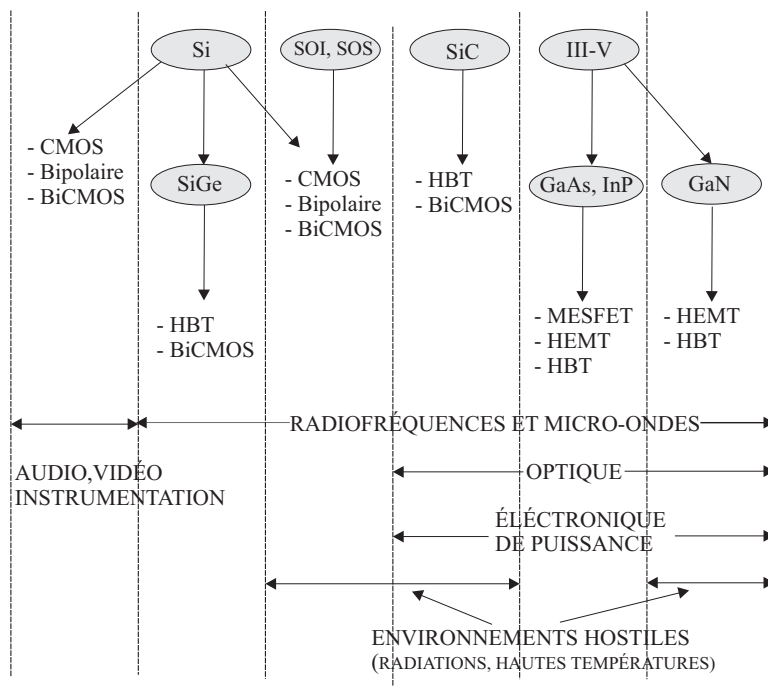 Si
SOI, SOS
SiC
III-V
- CMOS
- Bipolaire
- BiCMOS
SiGe
- CMOS
- Bipolaire
- BiCMOS
- HBT
- BiCMOS
GaAs, InP
GaN
- HBT
- BiCMOS
- MESFET
- HEMT
- HBT
- HEMT
- HBT
RADIOFRÉQUENCES ET MICRO-ONDES
AUDIO,VIDÉO
INSTRUMENTATION
OPTIQUE
ÉLÉCTRONIQUE
DE PUISSANCE
ENVIRONNEMENTS HOSTILES
(RADIATIONS, HAUTES TEMPÉRATURES)